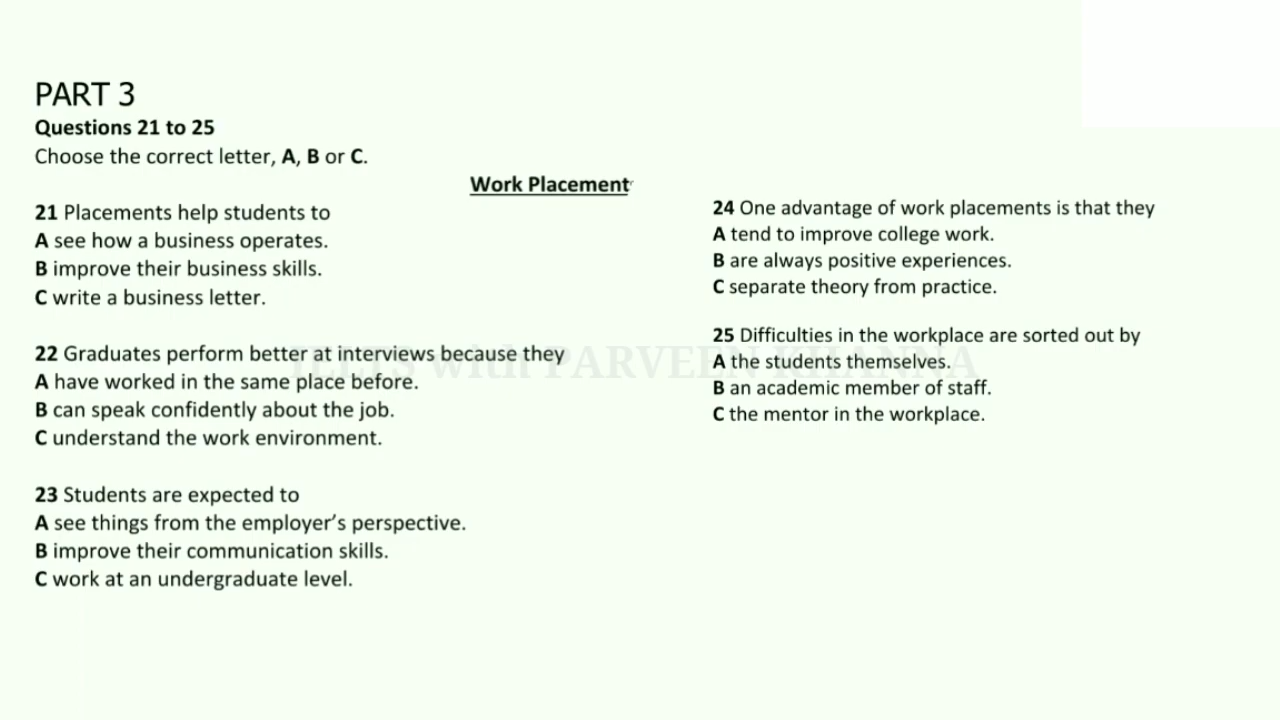 PART 3
Questions 21 to 25
Choose the correct letter, A, B or C.
Work Placement
21 Placements help students to
A see how a business operates.
B improve their business skills.
C write a business letter.
22 Graduates perform better at interviews because they
A have worked in the same place before.
B can speak confidently about the job.
C understand the work environment.
23 Students are expected to
A see things from the employer’s perspective.
B improve their communication skills.
C work at an undergraduate level.
24 One advantage of work placements is that they
A tend to improve college work.
B are always positive experiences.
C separate theory from practice.
25 Difficulties in the workplace are sorted out by
A the students themselves.
B an academic member of staff.
C the mentor in the workplace.
IELTS with PARVEEN KHANNA